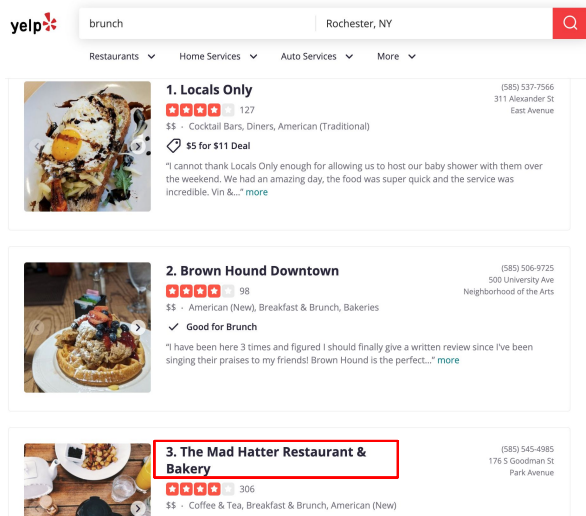 yelp
brunch
Rochester, NY
Restaurants
Home Services
Auto Services
More
1. Locals Only
127
$$ · Cocktail Bars, Diners, American (Traditional)
$5 for $11 Deal
"I cannot thank Locals Only enough for allowing us to host our baby shower with them over
the weekend. We had an amazing day, the food was super quick and the service was
incredible. Vin &..." more
(585) 537-7566
311 Alexander St
East Avenue
2. Brown Hound Downtown
98
$$ · American (New), Breakfast & Brunch, Bakeries
Good for Brunch
"I have been here 3 times and figured I should finally give a written review since I've been
singing their praises to my friends! Brown Hound is the perfect..." more
(585) 506-9725
500 University Ave
Neighborhood of the Arts
3. The Mad Hatter Restaurant &
Bakery
306
$$ · Coffee & Tea, Breakfast & Brunch, American (New)
(585) 545-4985
176 S Goodman St
Park Avenue